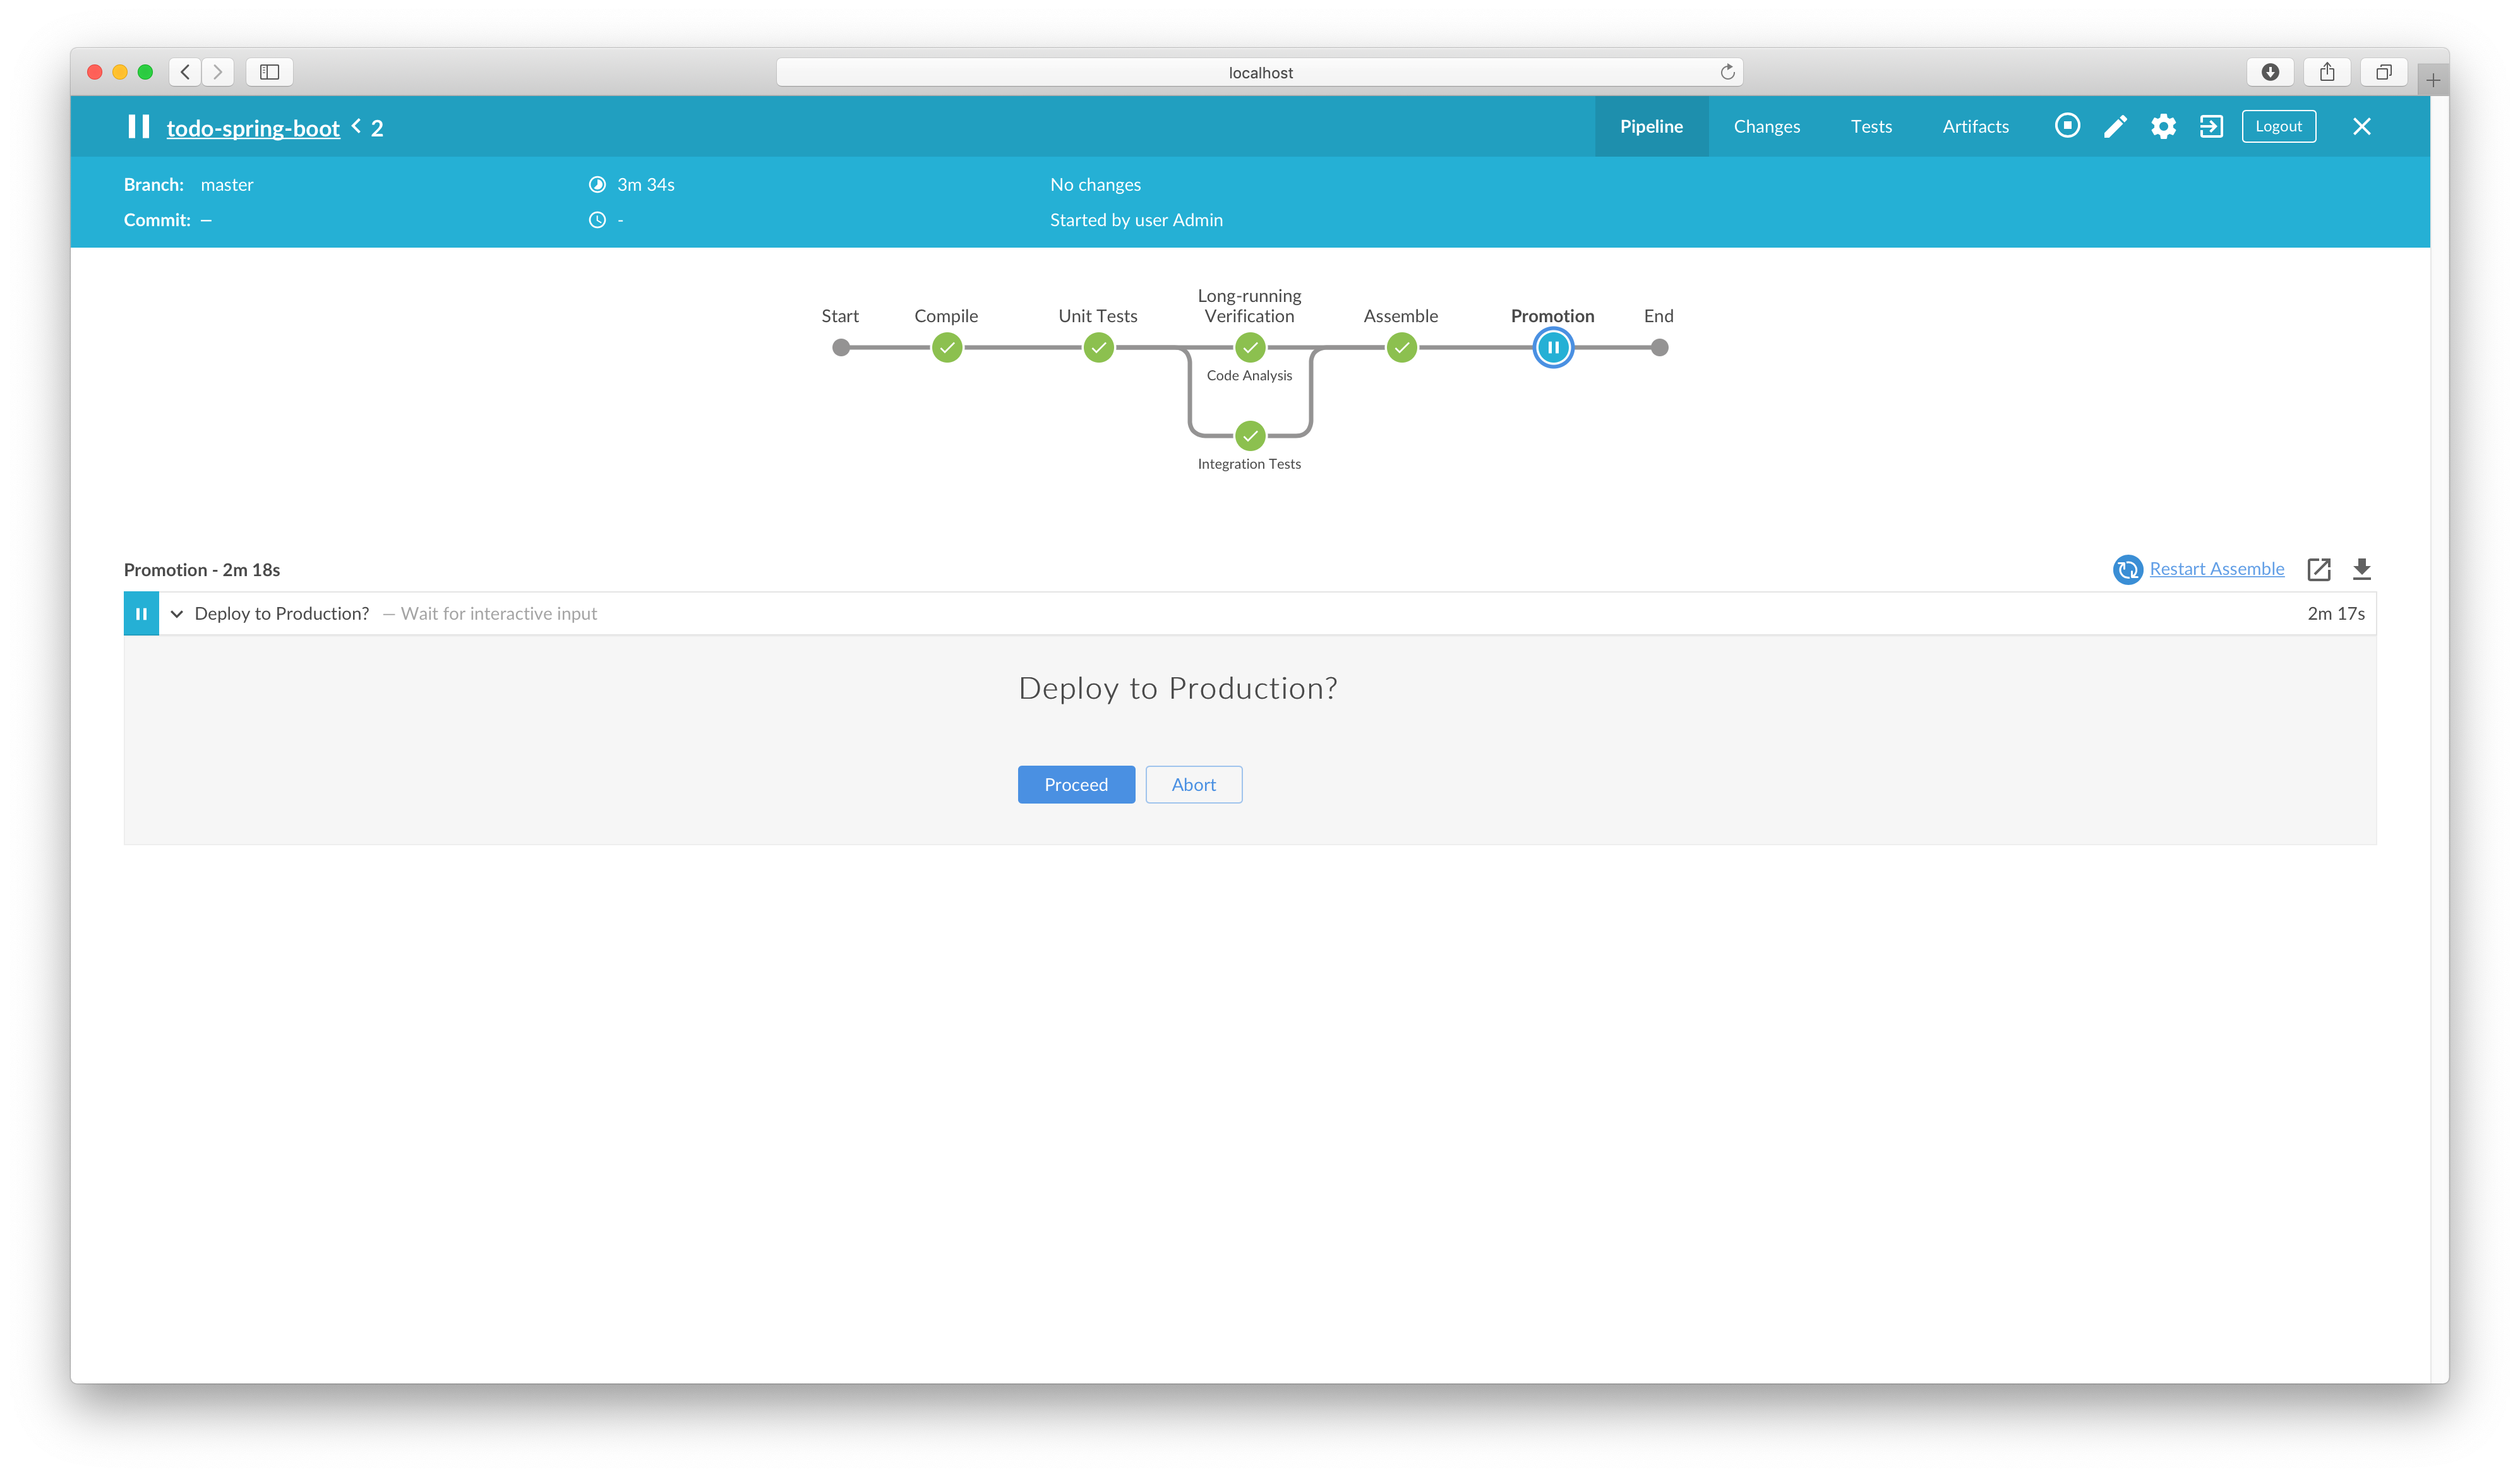 localhost
todo-spring-boot < 2
Pipeline Changes Tests Artifacts Logout
Branch: master 3m 34s No changes
Commit: — - Started by user Admin
Long-running
Start Compile Unit Tests Verification Assemble Promotion End
Code Analysis
Integration Tests
Promotion - 2m 18s Restart Assemble
Deploy to Production? — Wait for interactive input 2m 17s
Deploy to Production?
Proceed Abort